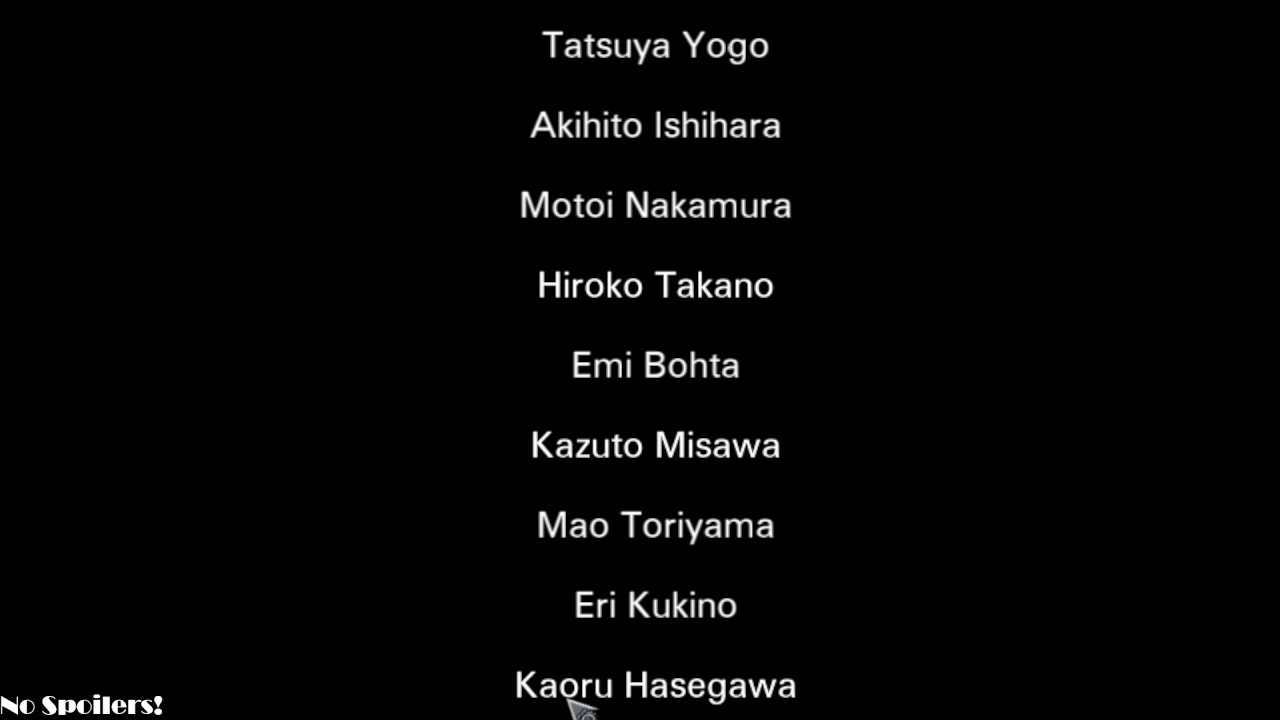 Tatsuya Yogo
Akihito Ishihara
Motoi Nakamura
Hiroko Takano
Emi Bohta
Kazuto Misawa
Mao Toriyama
Eri Kukino
Kaoru Hasegawa
No Spoilers!